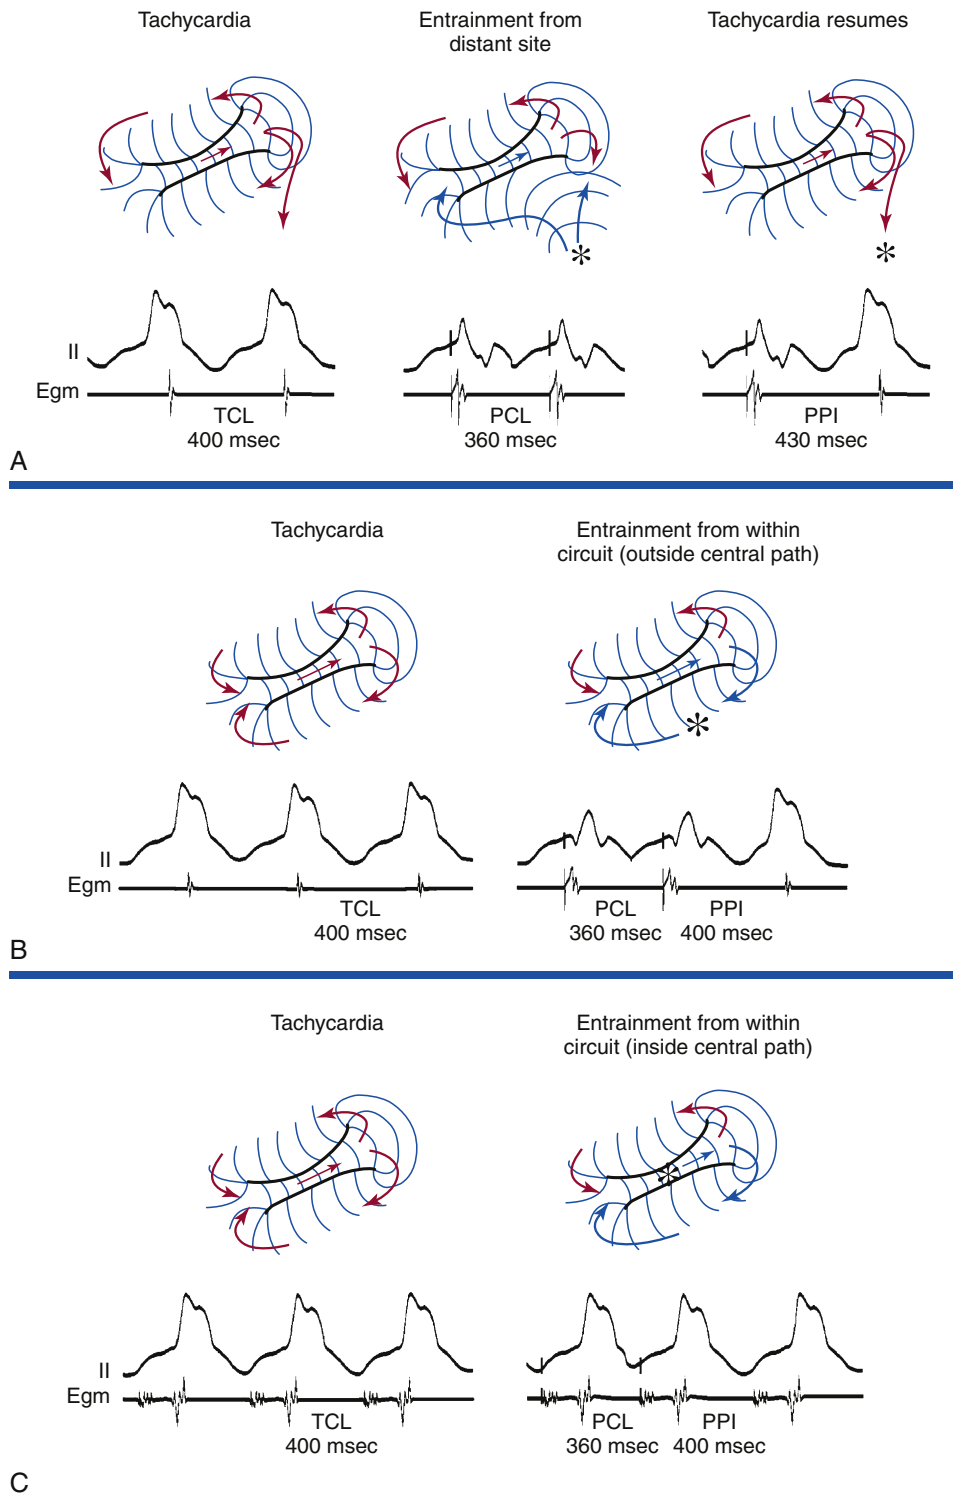 Tachycardia
Entrainment from
distant site
Tachycardia resumes
II
Egm
TCL
400 msec
PCL
360 msec
PPI
430 msec
A
Tachycardia
Entrainment from within
circuit (outside central path)
II
Egm
TCL
400 msec
PCL
360 msec
PPI
400 msec
B
Tachycardia
Entrainment from within
circuit (inside central path)
II
Egm
TCL
400 msec
PCL
360 msec
PPI
400 msec
C